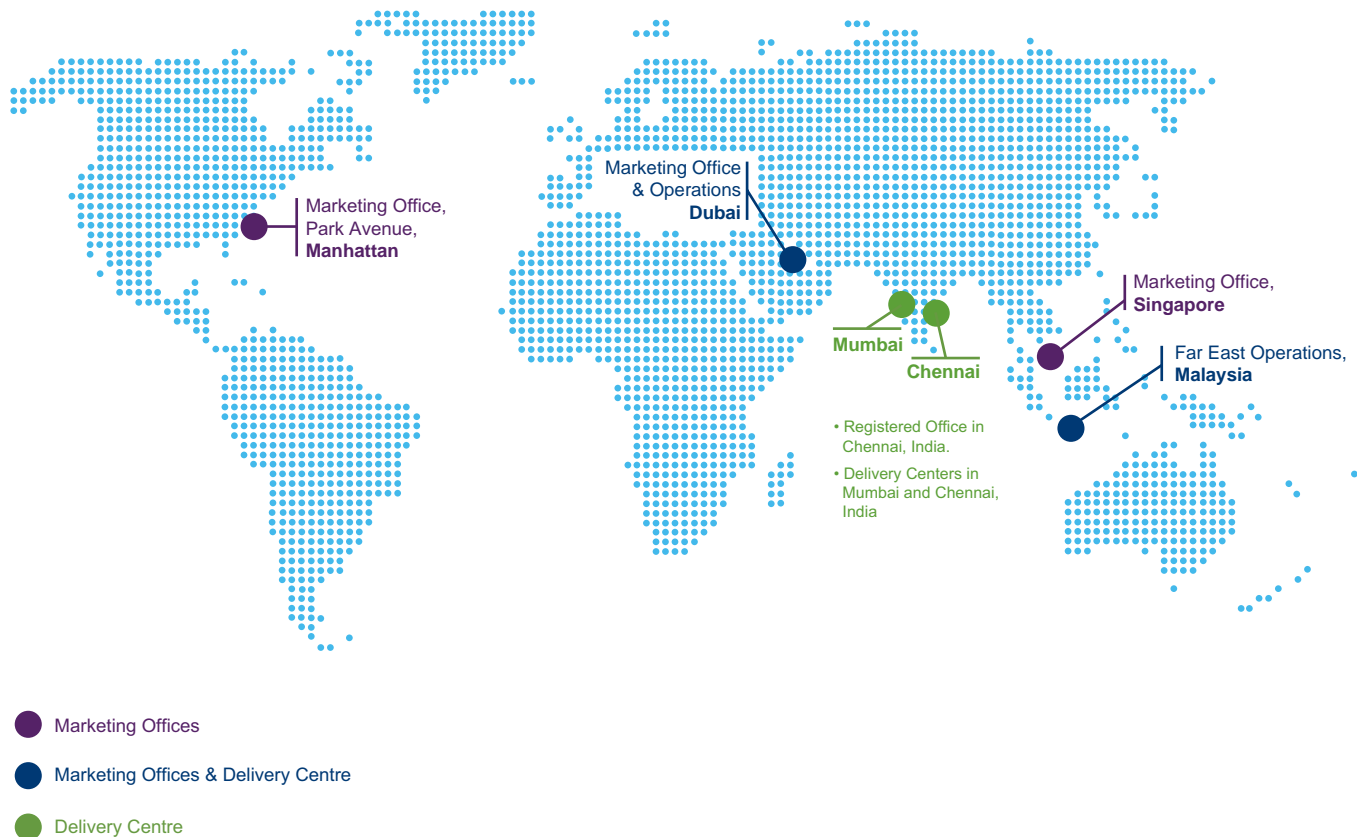 Marketing Office
& Operations
Dubai
Marketing Office,
Park Avenue,
Manhattan
Marketing Office,
Singapore
Mumbai
Chennai
Far East Operations,
Malaysia
• Registered Office in
Chennai, India.
• Delivery Centers in
Mumbai and Chennai,
India
Marketing Offices
Marketing Offices & Delivery Centre
Delivery Centre